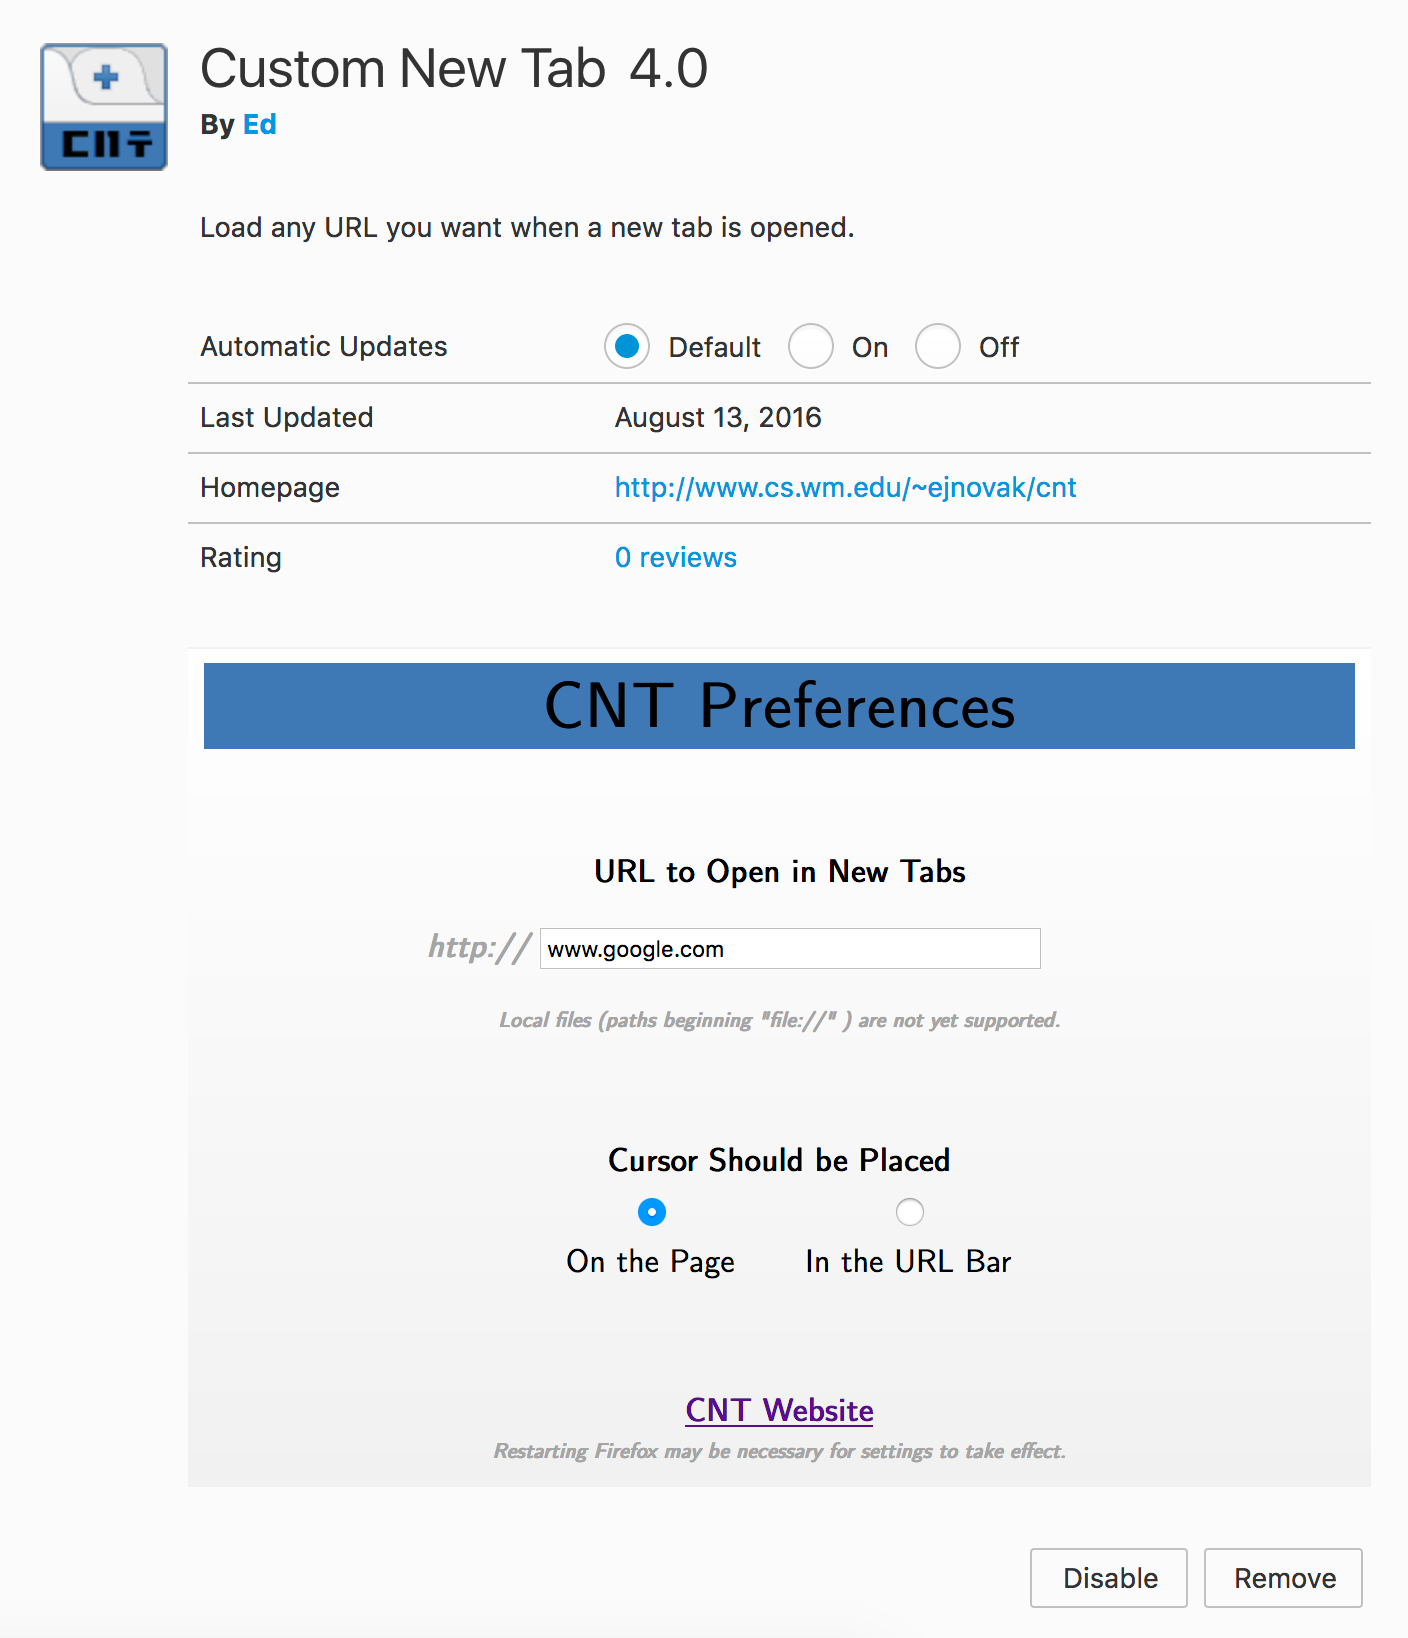 Custom New Tab 4.0
CNT
By Ed
Load any URL you want when a new tab is opened.
Automatic Updates Default On Off
Last Updated August 13, 2016
Homepage http://www.cs.wm.edu/~ejnovak/cnt
Rating 0 reviews
CNT Preferences
URL to Open in New Tabs
http:// www.google.com
Local files (paths beginning "file://" ) are not yet supported.
Cursor Should be Placed
On the Page In the URL Bar
CNT Website
Restarting Firefox may be necessary for settings to take effect.
Disable Remove